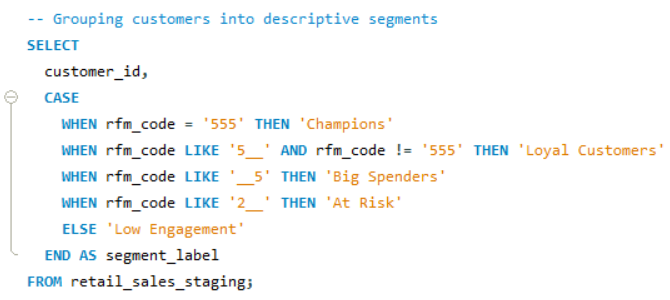 -- Grouping customers into descriptive segments
SELECT
customer_id,
CASE
WHEN rfm_code = '555' THEN 'Champions'
WHEN rfm_code LIKE '5__' AND rfm_code != '555' THEN 'Loyal Customers'
WHEN rfm_code LIKE '__5' THEN 'Big Spenders'
WHEN rfm_code LIKE '2__' THEN 'At Risk'
ELSE 'Low Engagement'
END AS segment_label
FROM retail_sales_staging;